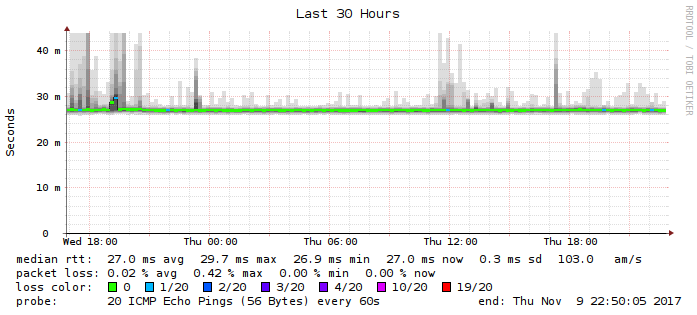 Last 30 Hours
RRDTOOL / TOBI OETIKER
Seconds
40 m
30 m
20 m
10 m
0
Wed 18:00 Thu 00:00 Thu 06:00 Thu 12:00 Thu 18:00
median rtt: 27.0 ms avg 29.7 ms max 26.9 ms min 27.0 ms now 0.3 ms sd 103.0 am/s
packet loss: 0.02 % avg 0.42 % max 0.00 % min 0.00 % now
loss color: 0 1/20 2/20 3/20 4/20 10/20 19/20
probe: 20 ICMP Echo Pings (56 Bytes) every 60s end: Thu Nov 9 22:50:05 2017